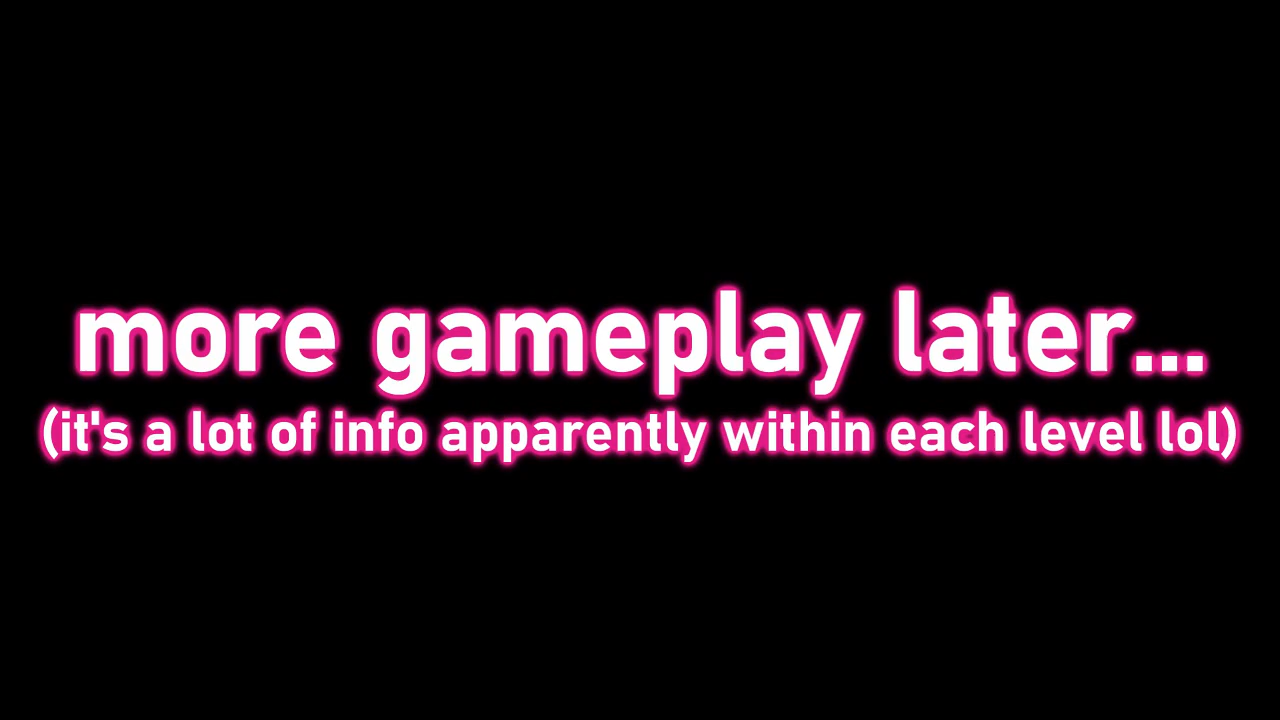 more gameplay later...
(it's a lot of info apparently within each level lol)